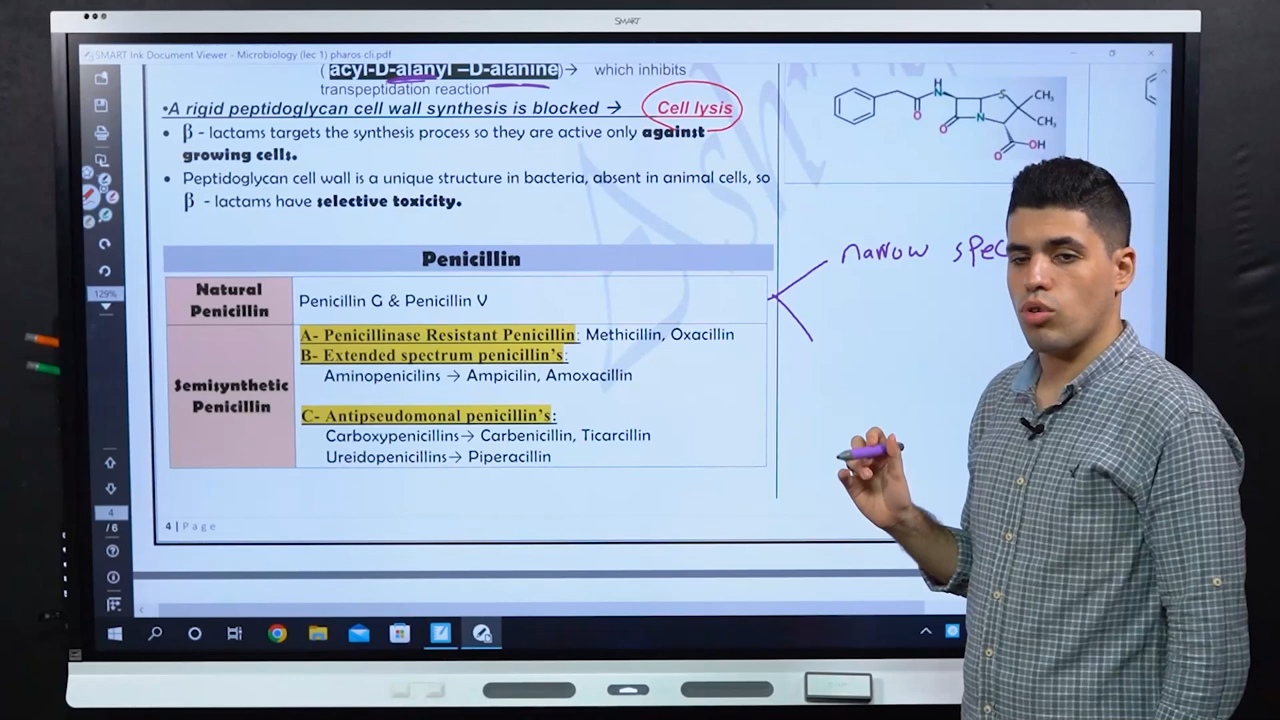 SMART
SMART Ink Document Viewer - Microbiology (lec 1) pharos cli.pdf
( acyl-D-alanyl –D-alanine)→ which inhibits
transpeptidation reaction
•A rigid peptidoglycan cell wall synthesis is blocked → Cell lysis
• β - lactams targets the synthesis process so they are active only against
growing cells.
• Peptidoglycan cell wall is a unique structure in bacteria, absent in animal cells, so
β - lactams have selective toxicity.
Penicillin
Natural
Penicillin
Penicillin G & Penicillin V
Semisynthetic
Penicillin
A- Penicillinase Resistant Penicillin: Methicillin, Oxacillin
B- Extended spectrum penicillin's:
Aminopenicilins → Ampicilin, Amoxacillin
C- Antipseudomonal penicillin's:
Carboxypenicillins→ Carbenicillin, Ticarcillin
Ureidopenicillins→ Piperacillin
4 | Page
H
N
S
CH3
CH3
N
O
O
OH
O
narrow spec
129%
4
/ 6